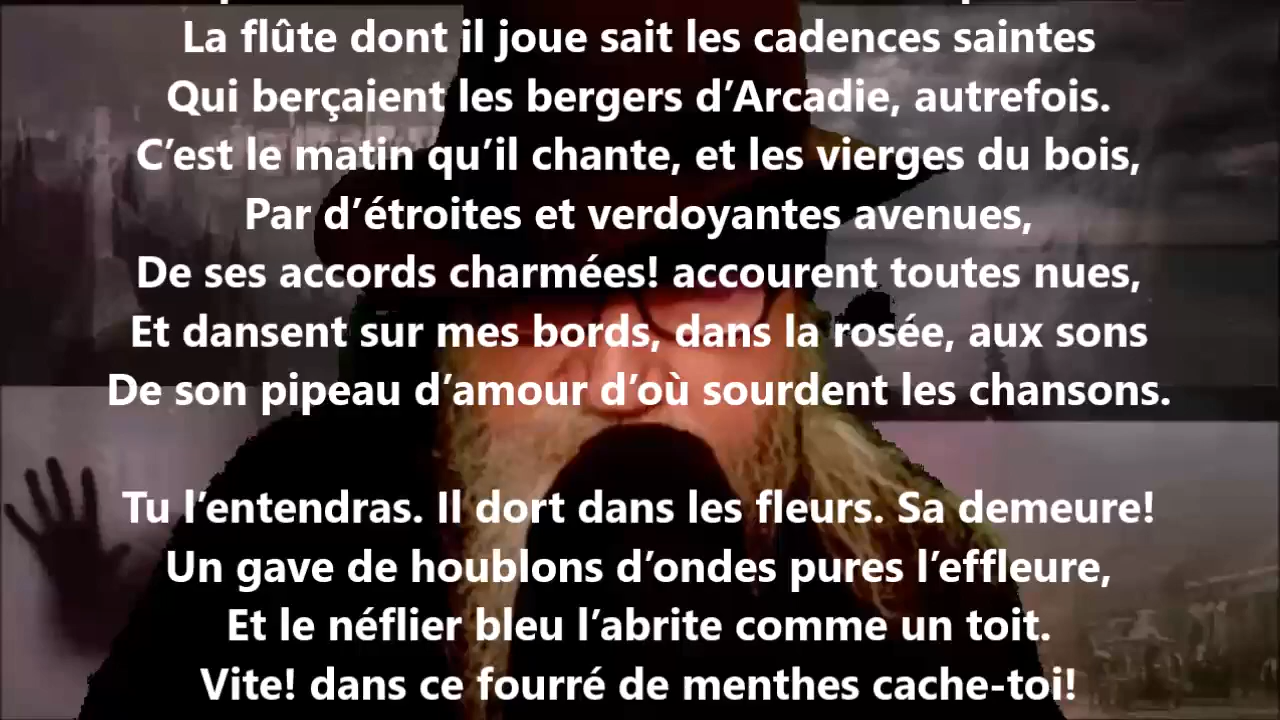 La flûte dont il joue sait les cadences saintes
Qui berçaient les bergers d’Arcadie, autrefois.
C’est le matin qu’il chante, et les vierges du bois,
Par d’étroites et verdoyantes avenues,
De ses accords charmées! accourent toutes nues,
Et dansent sur mes bords, dans la rosée, aux sons
De son pipeau d’amour d’où sourdent les chansons.
Tu l’entendras. Il dort dans les fleurs. Sa demeure!
Un gave de houblons d’ondes pures l’effleure,
Et le néflier bleu l’abrite comme un toit.
Vite! dans ce fourré de menthes cache-toi!